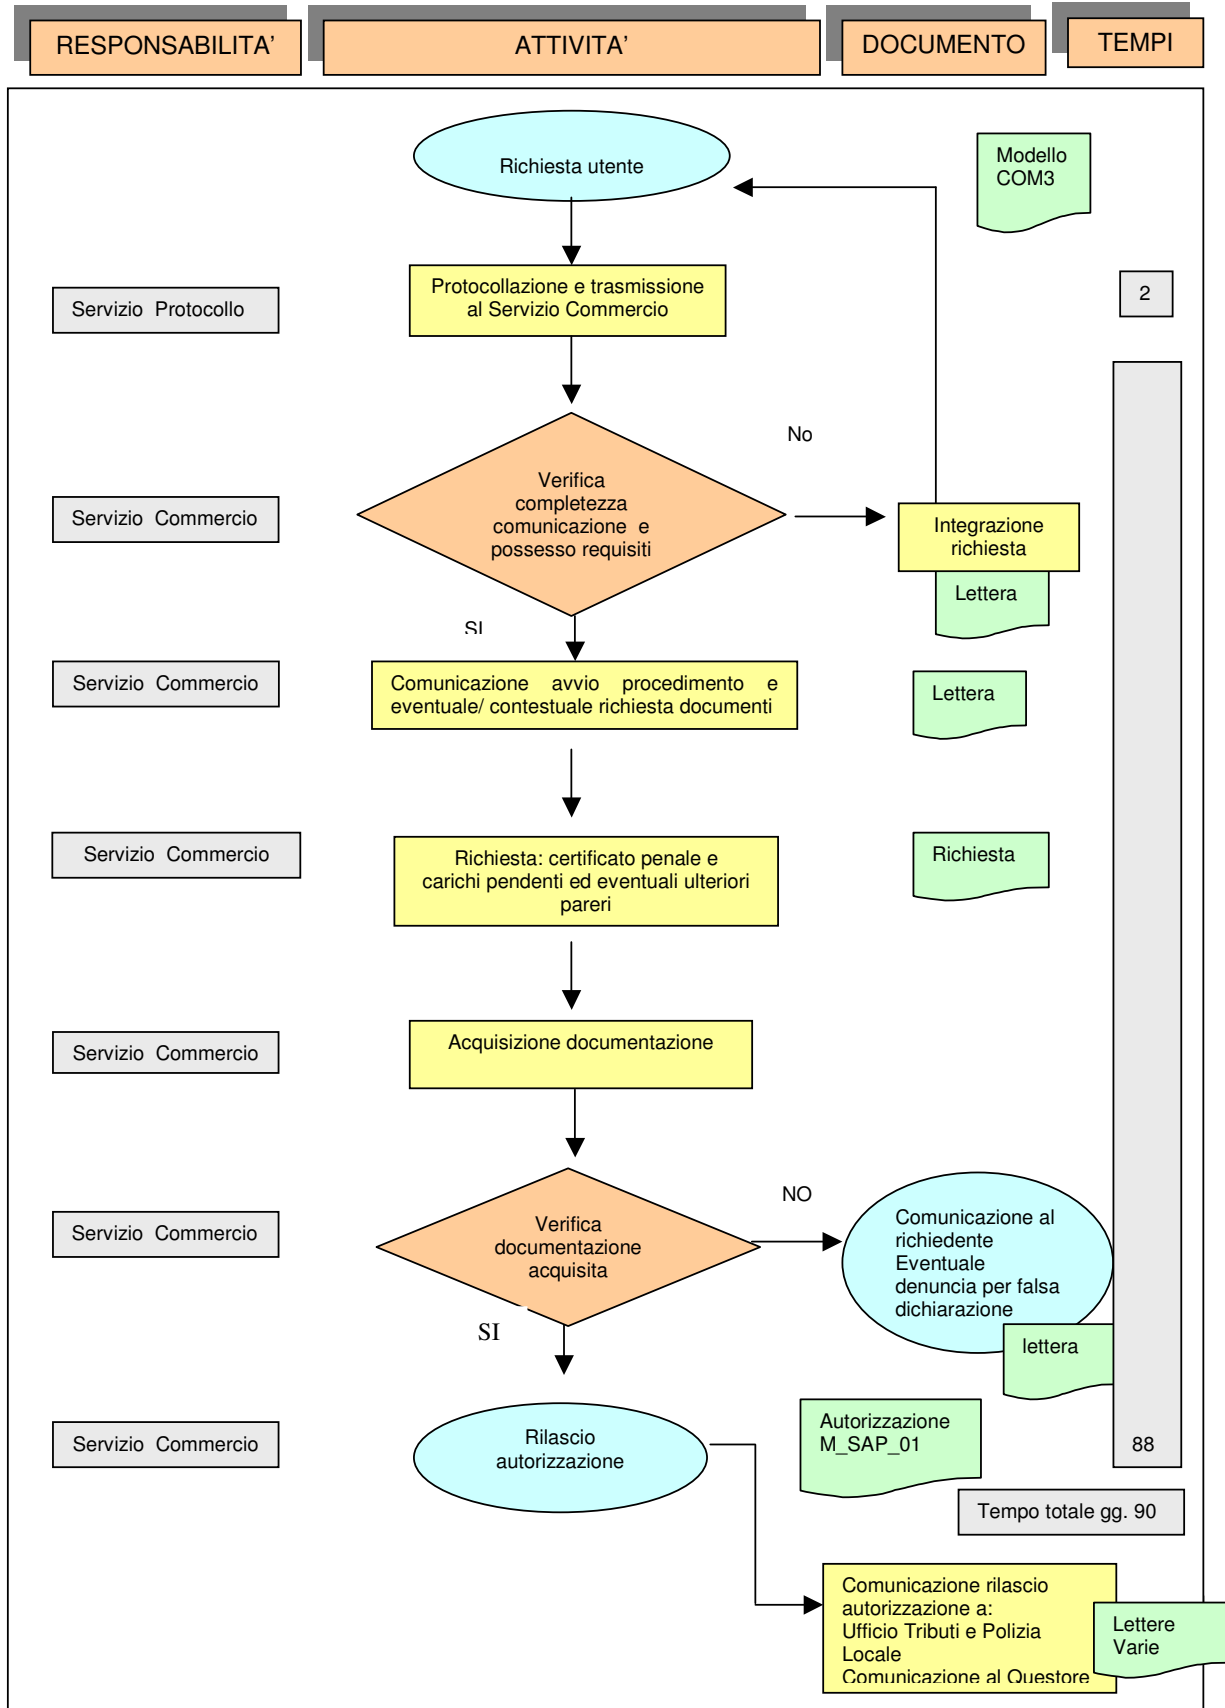 RESPONSABILITA’
ATTIVITA’
DOCUMENTO
TEMPI
Richiesta utente
Modello
COM3
Servizio Protocollo
Protocollazione e trasmissione
al Servizio Commercio
2
No
Servizio Commercio
Verifica
completezza
comunicazione e
possesso requisiti
Integrazione
richiesta
Lettera
SI
Servizio Commercio
Comunicazione avvio procedimento e
eventuale/ contestuale richiesta documenti
Lettera
Servizio Commercio
Richiesta: certificato penale e
carichi pendenti ed eventuali ulteriori
pareri
Richiesta
Servizio Commercio
Acquisizione documentazione
Servizio Commercio
Verifica
documentazione
acquisita
NO
Comunicazione al
richiedente
Eventuale
denuncia per falsa
dichiarazione
lettera
SI
Servizio Commercio
Rilascio
autorizzazione
Autorizzazione
M_SAP_01
88
Tempo totale gg. 90
Comunicazione rilascio
autorizzazione a:
Ufficio Tributi e Polizia
Locale
Comunicazione al Questore
Lettere
Varie